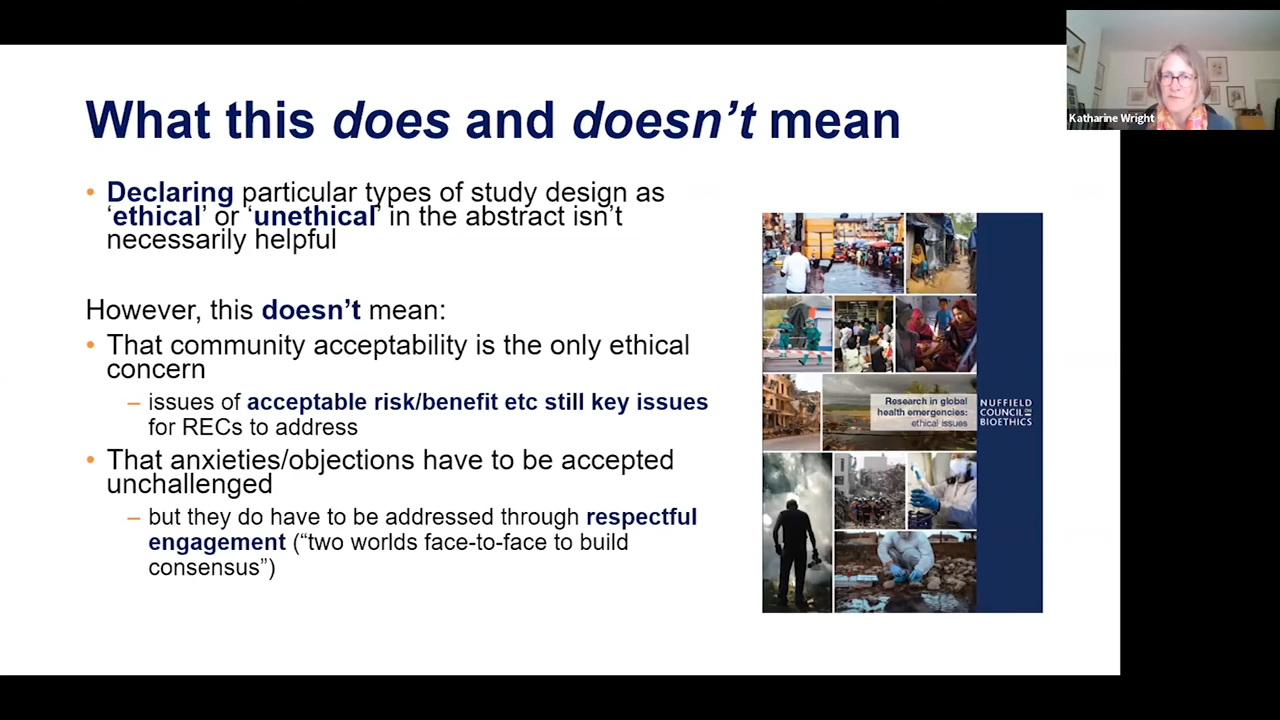 What this does and doesn’t mean
• Declaring particular types of study design as
‘ethical’ or ‘unethical’ in the abstract isn’t
necessarily helpful
However, this doesn’t mean:
• That community acceptability is the only ethical
concern
– issues of acceptable risk/benefit etc still key issues
for RECs to address
• That anxieties/objections have to be accepted
unchallenged
– but they do have to be addressed through respectful
engagement (“two worlds face-to-face to build
consensus”)
Research in global
health emergencies:
ethical issues
NUFFIELD
COUNCIL ON
BIOETHICS
Katharine Wright